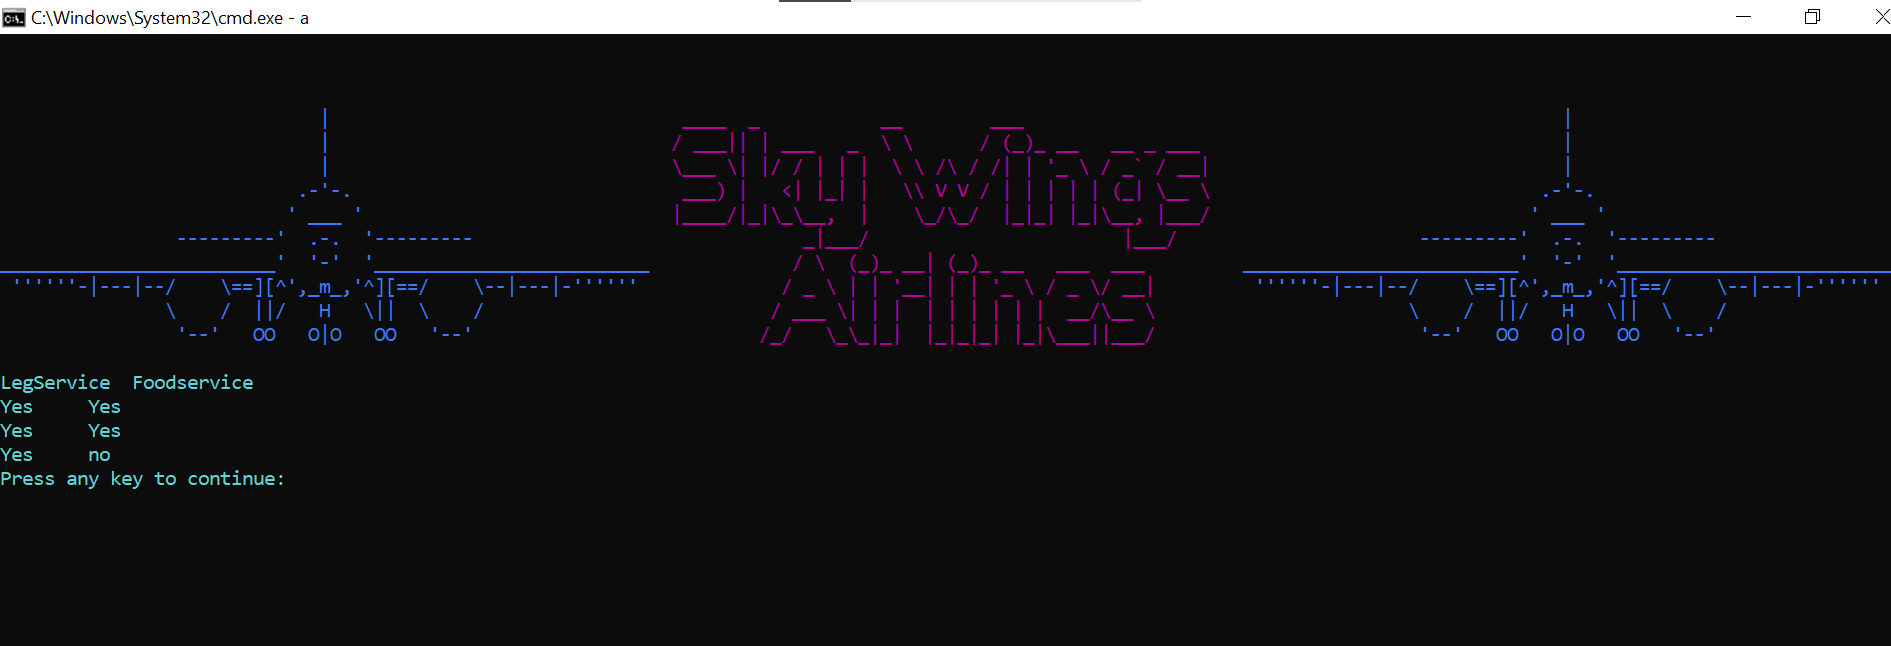 C:\Windows\System32\cmd.exe - a
Sky Wings
Airlines
LegService  Foodservice
Yes     Yes
Yes     Yes
Yes     no
Press any key to continue: